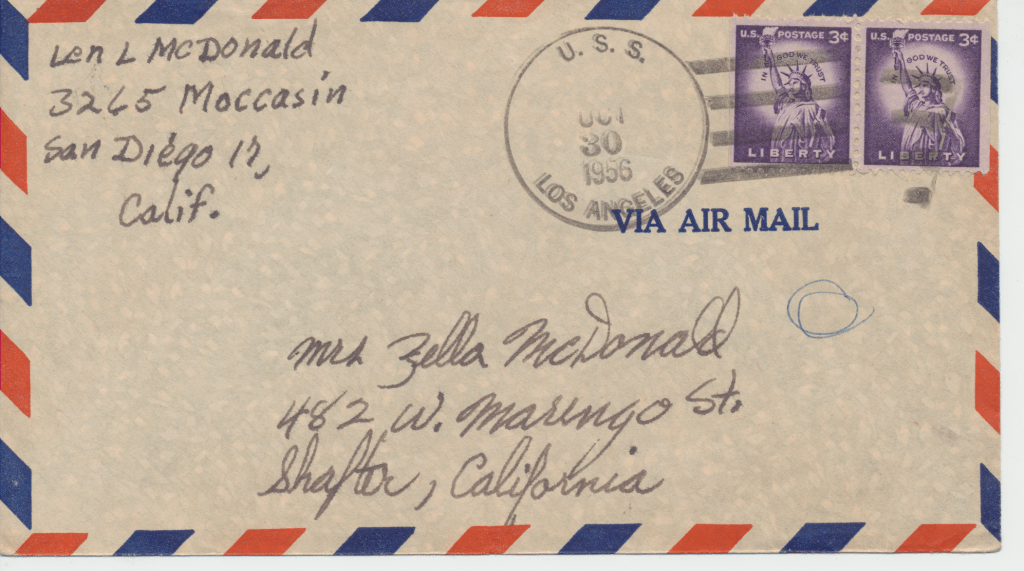 Len L McDonald
3265 Moccasin
San Diego 17,
Calif.
U. S. S.
OCT
30
1956
LOS ANGELES
U.S. POSTAGE 3¢
IN GOD WE TRUST
LIBERTY
U.S. POSTAGE 3¢
IN GOD WE TRUST
LIBERTY
VIA AIR MAIL
Mrs Zella McDonald
482 W. Marengo St.
Shafter, California